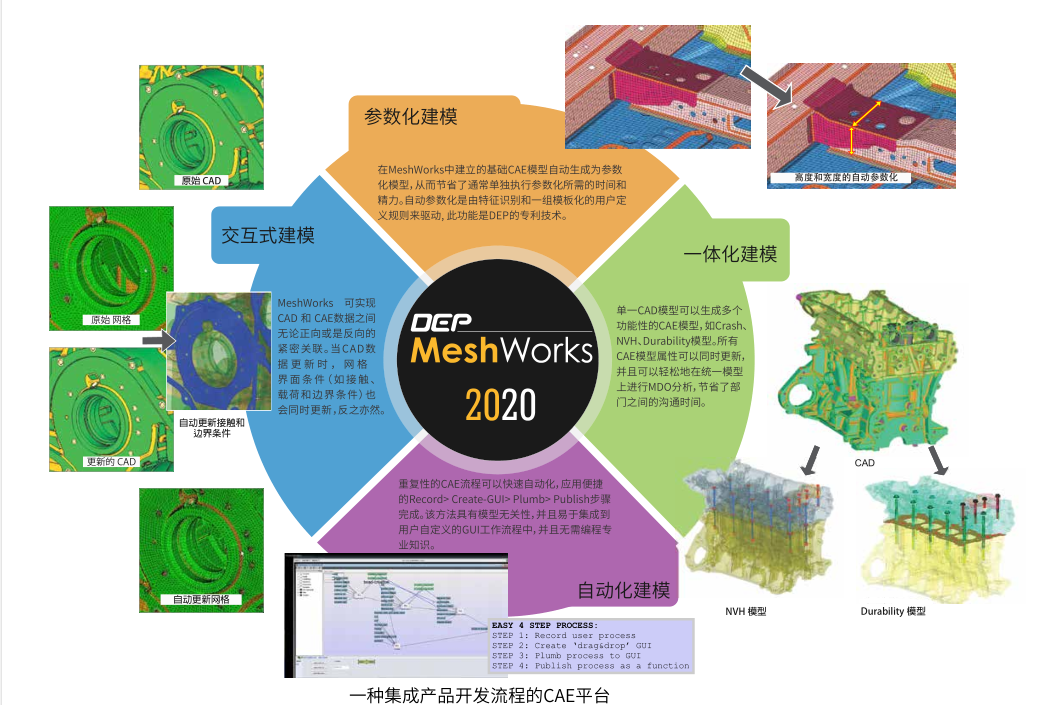 参数化建模
在MeshWorks中建立的基础CAE模型自动生成为参数
化模型，从而节省了通常单独执行参数化所需的时间和
精力。自动参数化是由特征识别和一组模板化的用户定
义规则来驱动, 此功能是DEP的专利技术。
高度和宽度的自动参数化
原始 CAD
交互式建模
MeshWorks 可实现
CAD 和 CAE数据之间
无论正向或是反向的
紧密关联。当CAD数
据更新时，网格
界面条件（如接触、
载荷和边界条件）也
会同时更新，反之亦然。
原始 网格
自动更新接触和
边界条件
更新的 CAD
自动更新网格
DEP
MeshWorks
2020
一体化建模
单一CAD模型可以生成多个
功能性的CAE模型，如Crash、
NVH、Durability模型。所有
CAE模型属性可以同时更新，
并且可以轻松地在统一模型
上进行MDO分析，节省了部
门之间的沟通时间。
CAD
NVH 模型
Durability 模型
重复性的CAE流程可以快速自动化，应用便捷
的Record> Create-GUI> Plumb> Publish步骤
完成。该方法具有模型无关性，并且易于集成到
用户自定义的GUI工作流程中，并且无需编程专
业知识。
自动化建模
EASY 4 STEP PROCESS:
STEP 1: Record user process
STEP 2: Create 'drag&drop' GUI
STEP 3: Plumb process to GUI
STEP 4: Publish process as a function
一种集成产品开发流程的CAE平台